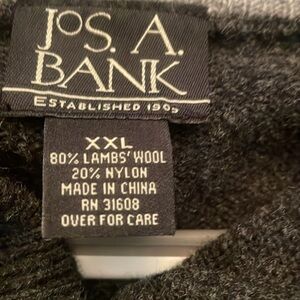 JOS. A.
BANK
ESTABLISHED 1905
XXL
80% LAMBS' WOOL
20% NYLON
MADE IN CHINA
RN 31608
OVER FOR CARE